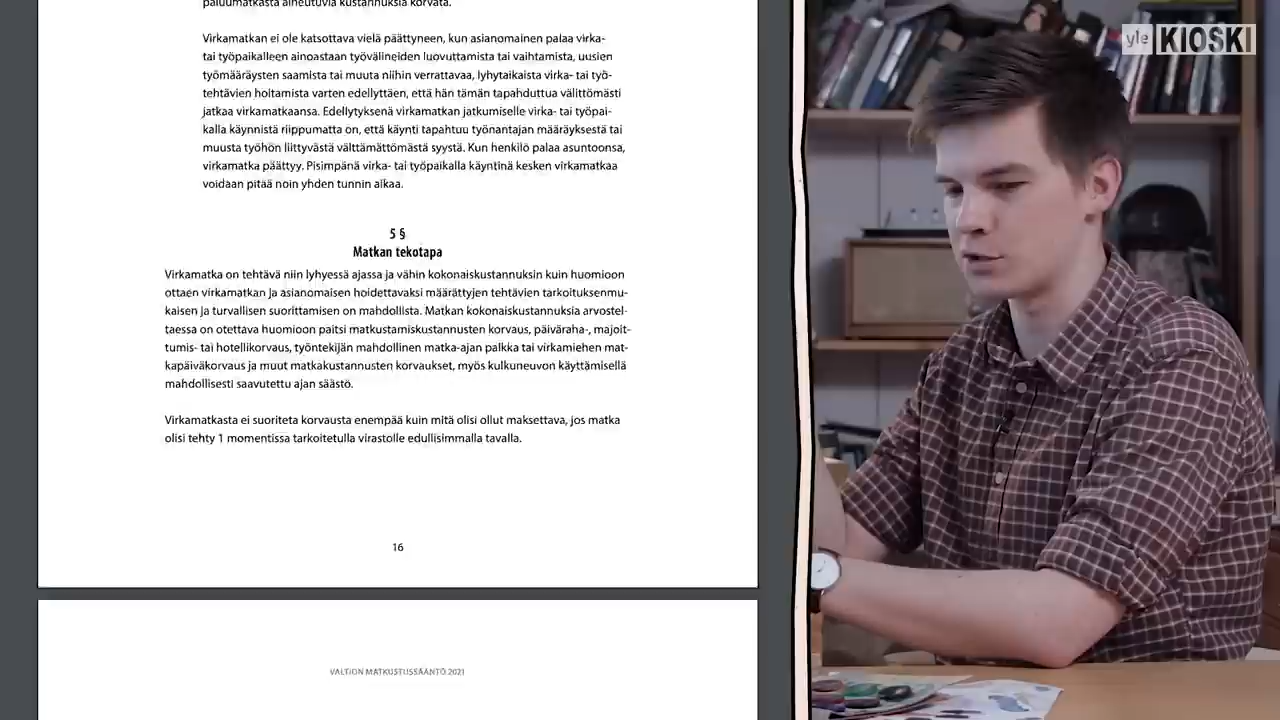 paluumatkasta aiheutuvia kustannuksia korvata.
Virkamatkan ei ole katsottava vielä päättyneen, kun asianomainen palaa virka-
tai työpaikalleen ainoastaan työvälineiden luovuttamista tai vaihtamista, uusien
työmääräysten saamista tai muuta niihin verrattavaa, lyhytaikaista virka- tai työ-
tehtävien hoitamista varten edellyttäen, että hän tämän tapahduttua välittömästi
jatkaa virkamatkaansa. Edellytyksenä virkamatkan jatkumiselle virka- tai työpai-
kalla käynnistä riippumatta on, että käynti tapahtuu työnantajan määräyksestä tai
muusta työhön liittyvästä välttämättömästä syystä. Kun henkilö palaa asuntoonsa,
virkamatka päättyy. Pisimpänä virka- tai työpaikalla käyntinä kesken virkamatkaa
voidaan pitää noin yhden tunnin aikaa.
5 §
Matkan tekotapa
Virkamatka on tehtävä niin lyhyessä ajassa ja vähin kokonaiskustannuksin kuin huomioon
ottaen virkamatkan ja asianomaisen hoidettavaksi määrättyjen tehtävien tarkoituksenmu-
kaisen ja turvallisen suorittamisen on mahdollista. Matkan kokonaiskustannuksia arvostel-
taessa on otettava huomioon paitsi matkustamiskustannusten korvaus, päiväraha-, majoit-
tumis- tai hotellikorvaus, työntekijän mahdollinen matka-ajan palkka tai virkamiehen mat-
kapäiväkorvaus ja muut matkakustannusten korvaukset, myös kulkuneuvon käyttämisellä
mahdollisesti saavutettu ajan säästö.
Virkamatkasta ei suoriteta korvausta enempää kuin mitä olisi ollut maksettava, jos matka
olisi tehty 1 momentissa tarkoitetulla virastolle edullisimmalla tavalla.
16
VALTION MATKUSTUSSÄÄNTÖ 2021
yle KIOSKI